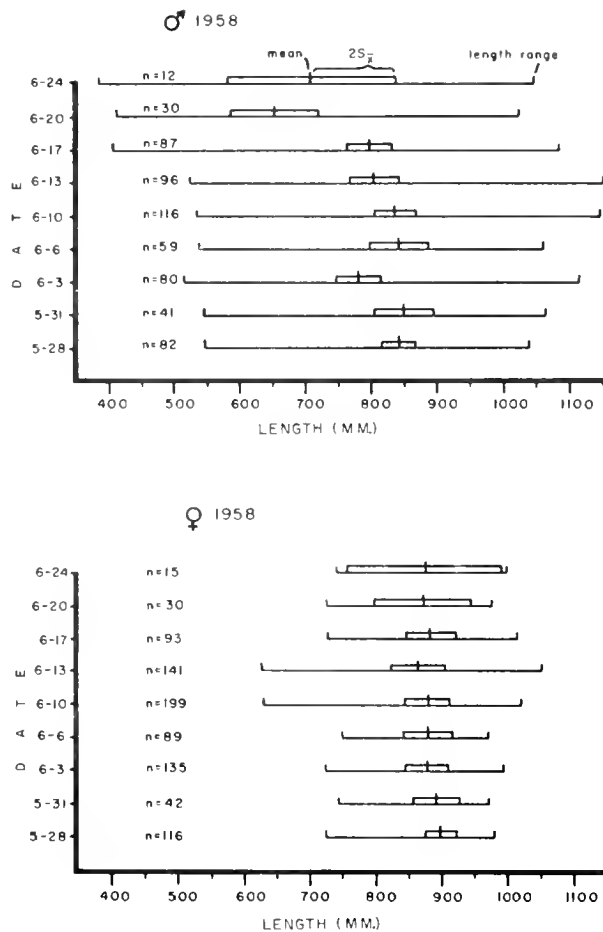 ♂ 1958
mean 2S x̄ length range
6-24 n=12
6-20 n=30
6-17 n=87
6-13 n=96
6-10 n=116
6-6 n=59
6-3 n=80
5-31 n=41
5-28 n=82
DATE
400 500 600 700 800 900 1000 1100
LENGTH (MM.)
♀ 1958
6-24 n=15
6-20 n=30
6-17 n=93
6-13 n=141
6-10 n=199
6-6 n=89
6-3 n=135
5-31 n=42
5-28 n=116
DATE
400 500 600 700 800 900 1000 1100
LENGTH (MM.)